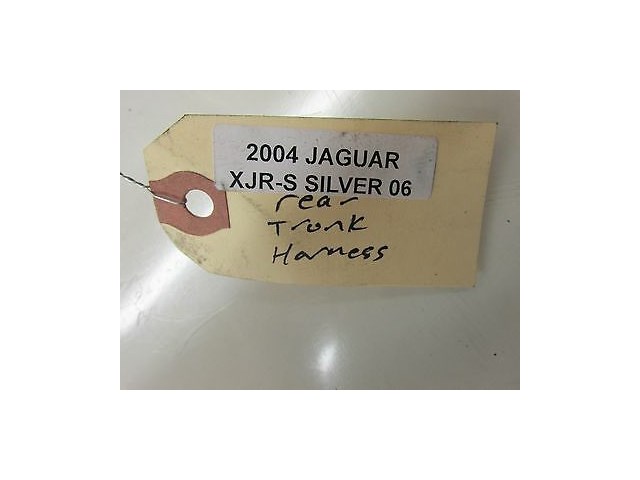 2004 JAGUAR
XJR-S SILVER 06
rear
Trunk
Harness